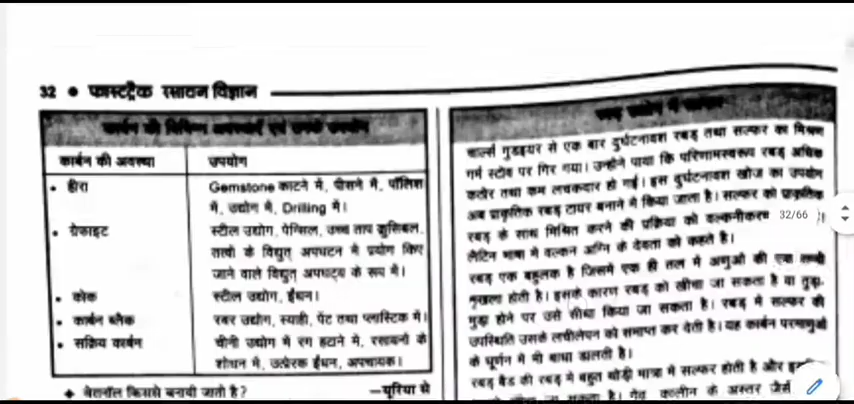 32 ● फास्टट्रैक रसायन विज्ञान
कार्बन की विभिन्न अवस्थाएँ एवं उनके उपयोग
कार्बन की अवस्था उपयोग
• हीरा Gemstone काटने में, पीसने में, पॉलिश
में, उद्योग में, Drilling में।
• ग्रेफाइट स्टील उद्योग, पेन्सिल, उच्च ताप क्रुसिबल,
तत्वों के विद्युत् अपघटन में प्रयोग किए
जाने वाले विद्युत् अपघट्य के रूप में।
• कोक स्टील उद्योग, ईंधन।
• कार्बन ब्लैक रबर उद्योग, स्याही, पेंट तथा प्लास्टिक में।
• सक्रिय कार्बन चीनी उद्योग में रंग हटाने में, रसायनों के
शोधन में, उत्प्रेरक ईंधन, अपचायक।
✦ वेरोनॉल किससे बनायी जाती है? —यूरिया से
चार्ल्स गुडइयर से एक बार दुर्घटनावश रबड़ तथा सल्फर का मिश्रण
गर्म स्टोव पर गिर गया। उन्होंने पाया कि परिणामस्वरूप रबड़ अधिक
कठोर तथा कम लचकदार हो गई। इस दुर्घटनावश खोज का उपयोग
अब प्राकृतिक रबड़ टायर बनाने में किया जाता है। सल्फर को प्राकृतिक
रबड़ के साथ मिश्रित करने की प्रक्रिया को वल्कनीकरण
32/66
लैटिन भाषा में वल्कन अग्नि के देवता को कहते है।
रबड़ एक बहुलक है जिसमें एक ही तल में अणुओं की एक लम्बी
शृंखला होती है। इसके कारण रबड़ को खींचा जा सकता है या तुड़ा-
मुड़ा होने पर उसे सीधा किया जा सकता है। रबड़ में सल्फर की
उपस्थिति उसके लचीलेपन को समाप्त कर देती है। यह कार्बन परमाणुओं
के घूर्णन में भी बाधा डालती है।
रबड़ बैंड की रबड़ में बहुत थोड़ी मात्रा में सल्फर होती है और
जा सकता है। गेंद कालीन के अस्तर जैसे